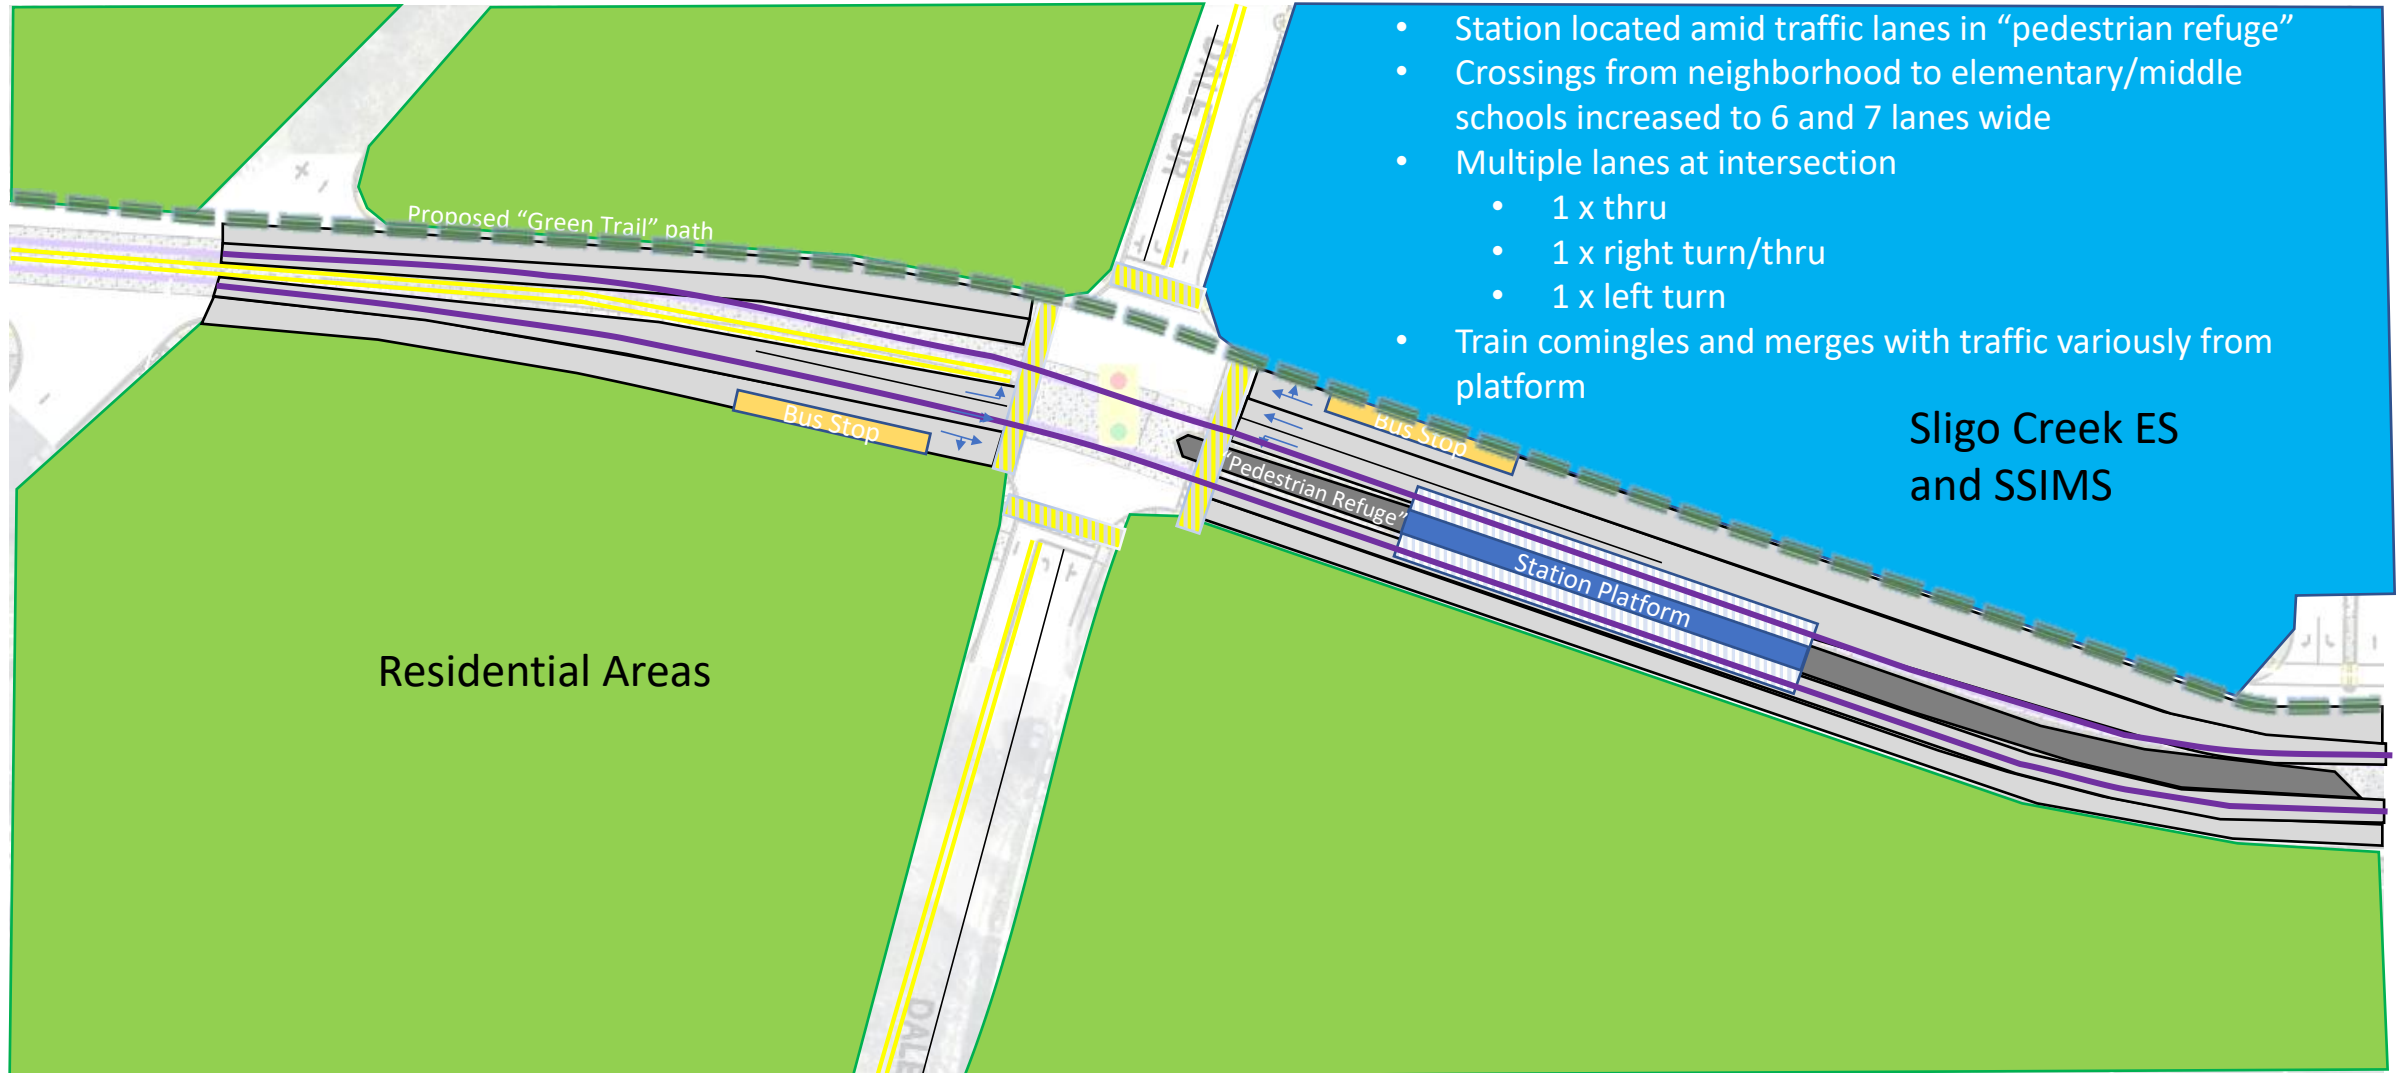 • Station located amid traffic lanes in “pedestrian refuge”
• Crossings from neighborhood to elementary/middle
schools increased to 6 and 7 lanes wide
• Multiple lanes at intersection
• 1 x thru
• 1 x right turn/thru
• 1 x left turn
• Train comingles and merges with traffic variously from
platform
DALE DR
Proposed “Green Trail” path
Bus Stop
Bus Stop
Sligo Creek ES
and SSIMS
“Pedestrian Refuge”
Station Platform
Residential Areas
DALE